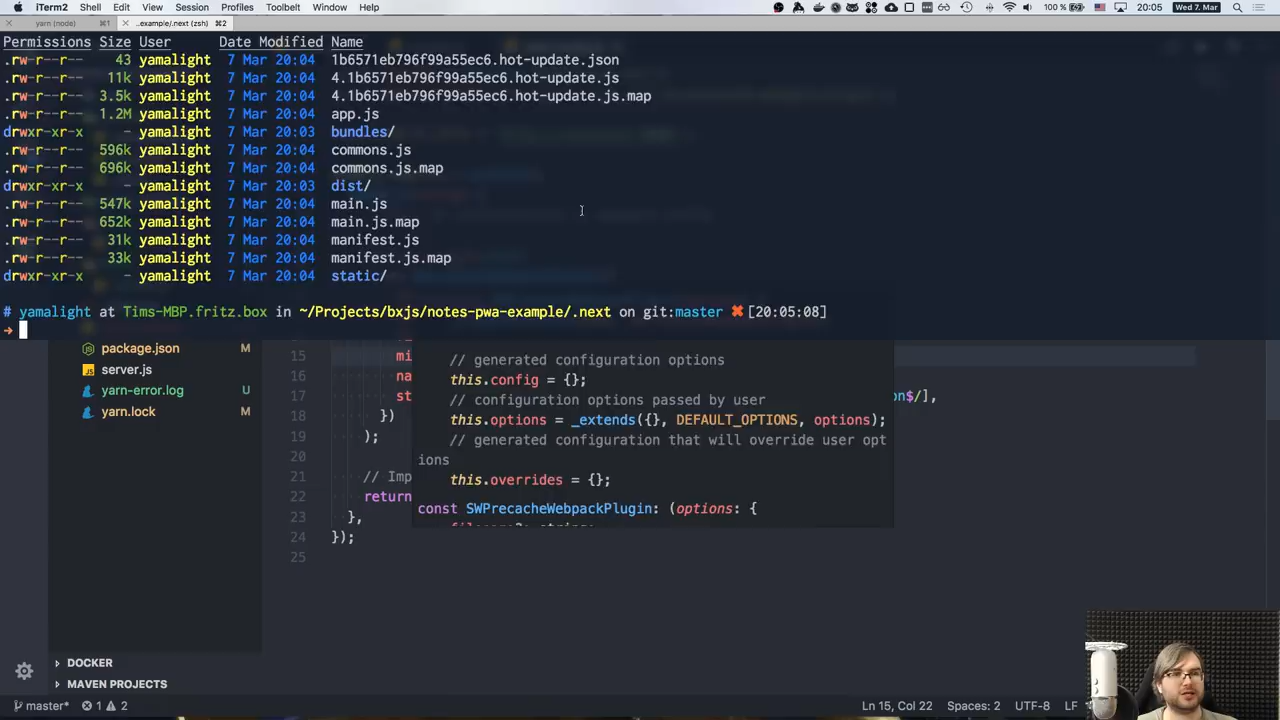 iTerm2 Shell Edit View Session Profiles Toolbelt Window Help 100 % 20:05 Wed 7. Mar
yarn (node) ⌘1 ..example/.next (zsh) ⌘2
Permissions Size User Date Modified Name
.rw-r--r-- 43 yamalight 7 Mar 20:04 1b6571eb796f99a55ec6.hot-update.json
.rw-r--r-- 11k yamalight 7 Mar 20:04 4.1b6571eb796f99a55ec6.hot-update.js
.rw-r--r-- 3.5k yamalight 7 Mar 20:04 4.1b6571eb796f99a55ec6.hot-update.js.map
.rw-r--r-- 1.2M yamalight 7 Mar 20:04 app.js
drwxr-xr-x - yamalight 7 Mar 20:03 bundles/
.rw-r--r-- 596k yamalight 7 Mar 20:04 commons.js
.rw-r--r-- 696k yamalight 7 Mar 20:04 commons.js.map
drwxr-xr-x - yamalight 7 Mar 20:03 dist/
.rw-r--r-- 547k yamalight 7 Mar 20:04 main.js
.rw-r--r-- 652k yamalight 7 Mar 20:04 main.js.map
.rw-r--r-- 31k yamalight 7 Mar 20:04 manifest.js
.rw-r--r-- 33k yamalight 7 Mar 20:04 manifest.js.map
drwxr-xr-x - yamalight 7 Mar 20:04 static/
# yamalight at Tims-MBP.fritz.box in ~/Projects/bxjs/notes-pwa-example/.next on git:master ✖ [20:05:08]
➜
package.json M
server.js
yarn-error.log U
yarn.lock M
DOCKER
MAVEN PROJECTS
15 mi
16 na
17 st on$/],
18 })
19 );
20
21 // Imp
22 return
23 },
24 });
25
// generated configuration options
this.config = {};
// configuration options passed by user
this.options = _extends({}, DEFAULT_OPTIONS, options);
// generated configuration that will override user opt
ions
this.overrides = {};
const SWPrecacheWebpackPlugin: (options: {
master* 1 2 Ln 15, Col 22 Spaces: 2 UTF-8 LF